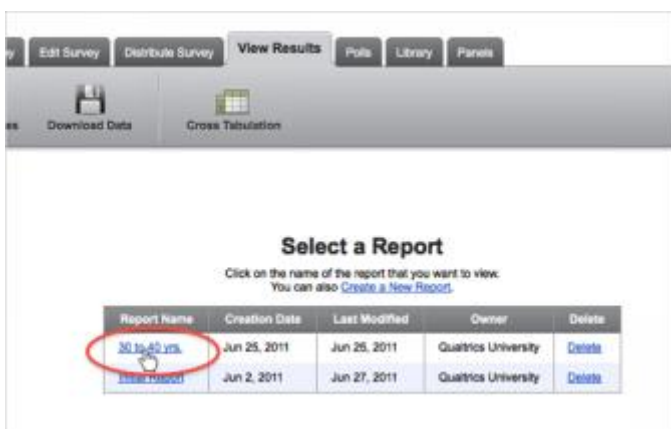 Edit Survey Distribute Survey View Results Polls Library Panels
Download Data Cross Tabulation
Select a Report
Click on the name of the report that you want to view.
You can also Create a New Report.
Report Name Creation Date Last Modified Owner Delete
30 to 40 yrs. Jun 25, 2011 Jun 26, 2011 Qualtrics University Delete
Initial Report Jun 2, 2011 Jun 27, 2011 Qualtrics University Delete